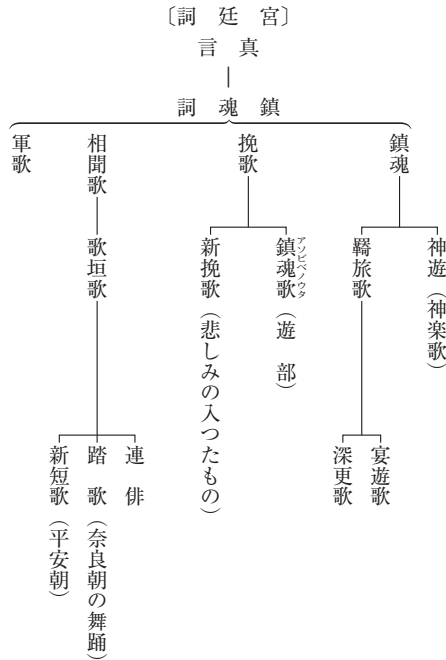 〔宮廷詞〕
真言
鎮魂詞
鎮魂
神遊（神楽歌）
羇旅歌
宴遊歌
深更歌
挽歌
鎮魂歌（遊部）
アソビベノウタ
新挽歌（悲しみの入つたもの）
相聞歌
歌垣歌
連俳
踏歌（奈良朝の舞踊）
新短歌（平安朝）
軍歌